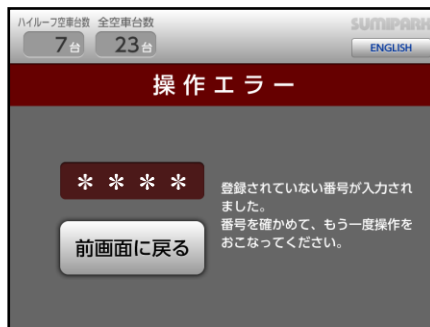 ハイルーフ空車台数 全空車台数
7台 23台
SUMIPARK
ENGLISH
操作エラー
＊＊＊＊
登録されていない番号が入力され
ました。
番号を確かめて、もう一度操作を
おこなってください。
前画面に戻る